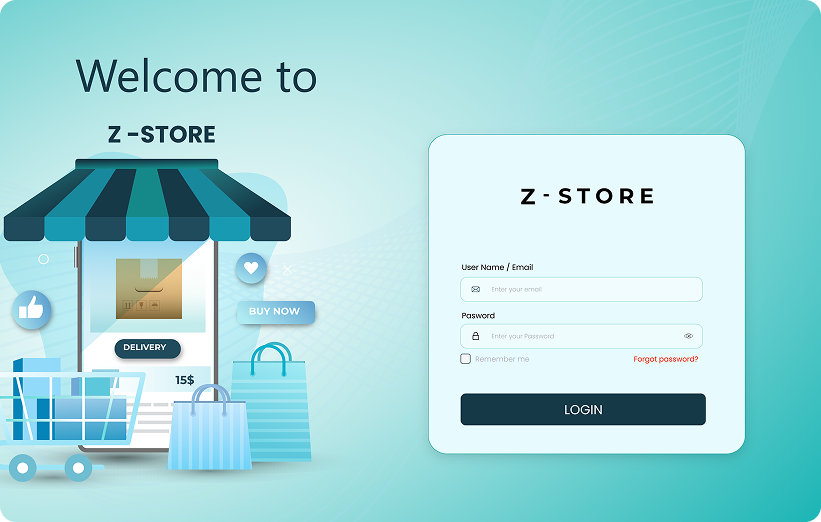 Welcome to
Z -STORE
BUY NOW
DELIVERY
15$
Z - STORE
User Name / Email
Enter your email
Pasword
Enter your Password
Remember me
Forgot password?
LOGIN